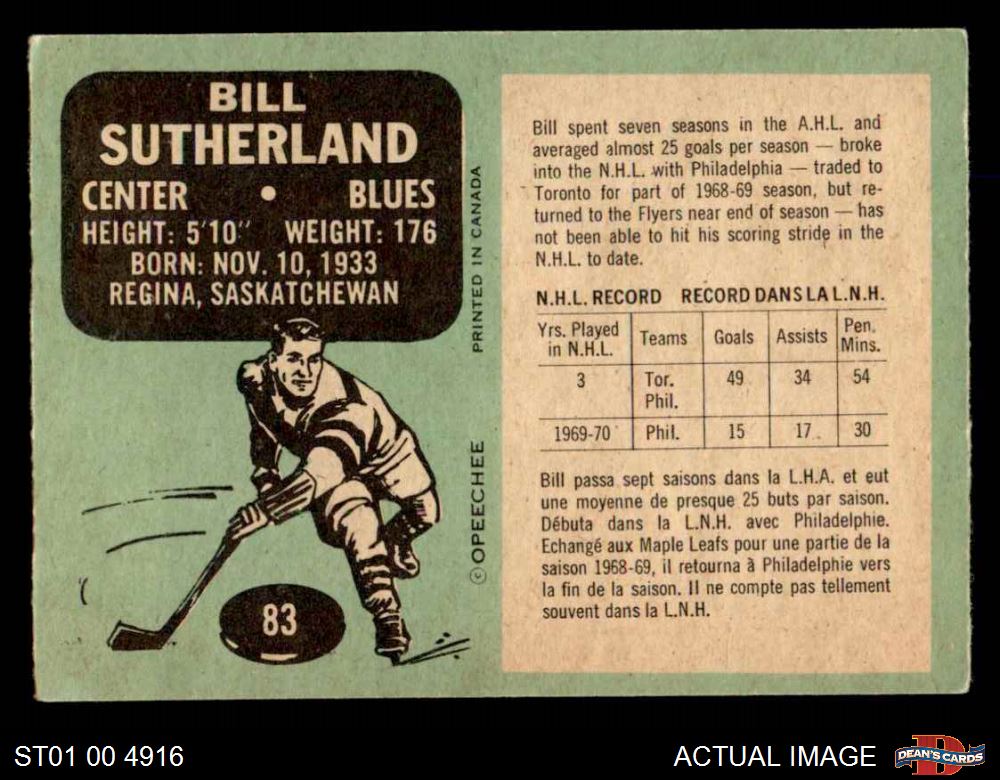 BILL
SUTHERLAND
CENTER • BLUES
HEIGHT: 5'10" WEIGHT: 176
BORN: NOV. 10, 1933
REGINA, SASKATCHEWAN
PRINTED IN CANADA
© OPEECHEE
83
Bill spent seven seasons in the A.H.L. and
averaged almost 25 goals per season — broke
into the N.H.L. with Philadelphia — traded to
Toronto for part of 1968-69 season, but re-
turned to the Flyers near end of season — has
not been able to hit his scoring stride in the
N.H.L. to date.
N.H.L. RECORD RECORD DANS LA L.N.H.
Yrs. Played in N.H.L. Teams Goals Assists Pen. Mins.
3 Tor. Phil. 49 34 54
1969-70 Phil. 15 17 30
Bill passa sept saisons dans la L.H.A. et eut
une moyenne de presque 25 buts par saison.
Débuta dans la L.N.H. avec Philadelphie.
Echangé aux Maple Leafs pour une partie de la
saison 1968-69, il retourna à Philadelphie vers
la fin de la saison. Il ne compte pas tellement
souvent dans la L.N.H.
ST01 00 4916
ACTUAL IMAGE
D
DEAN'S CARDS